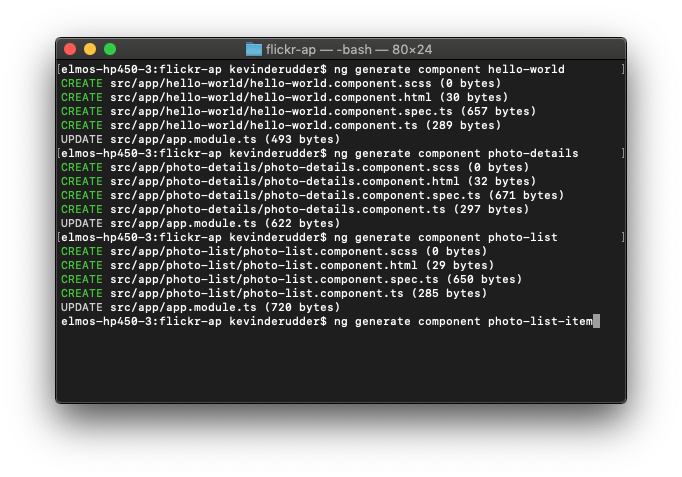 flickr-ap — -bash — 80×24
[elmos-hp450-3:flickr-ap kevinderudder$ ng generate component hello-world ]
CREATE src/app/hello-world/hello-world.component.scss (0 bytes)
CREATE src/app/hello-world/hello-world.component.html (30 bytes)
CREATE src/app/hello-world/hello-world.component.spec.ts (657 bytes)
CREATE src/app/hello-world/hello-world.component.ts (289 bytes)
UPDATE src/app/app.module.ts (493 bytes)
[elmos-hp450-3:flickr-ap kevinderudder$ ng generate component photo-details ]
CREATE src/app/photo-details/photo-details.component.scss (0 bytes)
CREATE src/app/photo-details/photo-details.component.html (32 bytes)
CREATE src/app/photo-details/photo-details.component.spec.ts (671 bytes)
CREATE src/app/photo-details/photo-details.component.ts (297 bytes)
UPDATE src/app/app.module.ts (622 bytes)
[elmos-hp450-3:flickr-ap kevinderudder$ ng generate component photo-list ]
CREATE src/app/photo-list/photo-list.component.scss (0 bytes)
CREATE src/app/photo-list/photo-list.component.html (29 bytes)
CREATE src/app/photo-list/photo-list.component.spec.ts (650 bytes)
CREATE src/app/photo-list/photo-list.component.ts (285 bytes)
UPDATE src/app/app.module.ts (720 bytes)
elmos-hp450-3:flickr-ap kevinderudder$ ng generate component photo-list-item